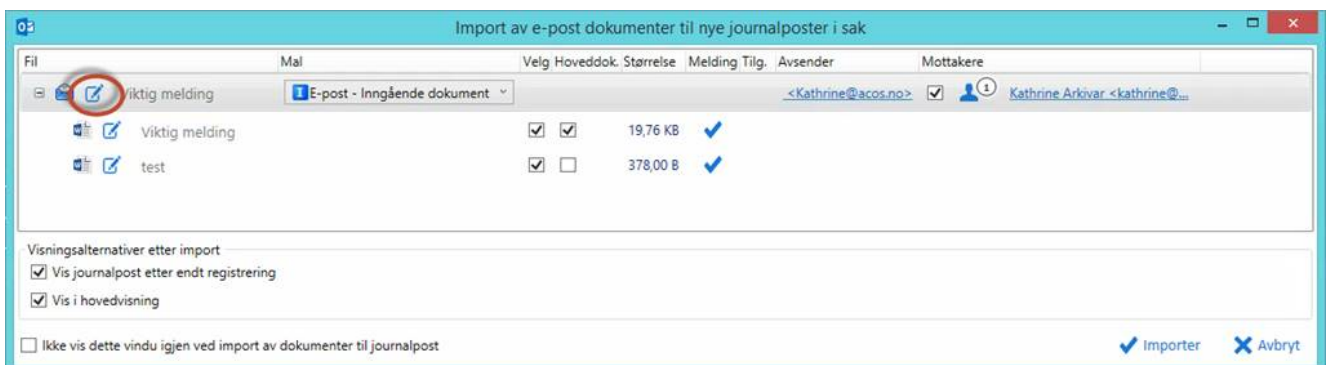 Import av e-post dokumenter til nye journalposter i sak
Fil Mal Velg Hoveddok. Størrelse Melding Tilg. Avsender Mottakere
Viktig melding I E-post - Inngående dokument <Kathrine@acos.no> 1 Kathrine Arkivar <kathrine@...
Viktig melding 19,76 KB
test 378,00 B
Visningsalternativer etter import
Vis journalpost etter endt registrering
Vis i hovedvisning
Ikke vis dette vindu igjen ved import av dokumenter til journalpost Importer Avbryt